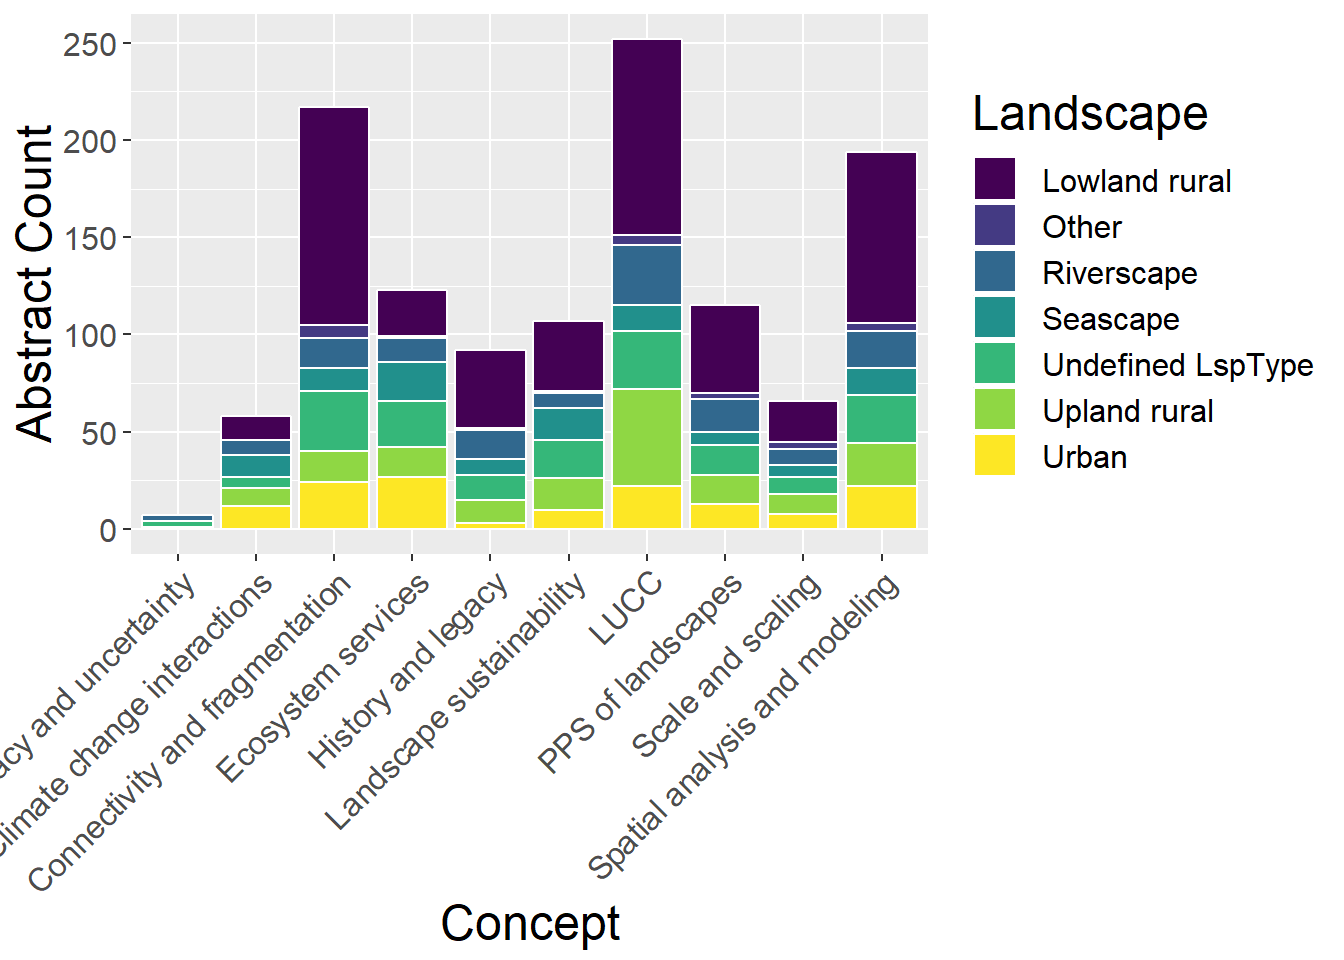 Abstract Count
250
200
150
100
50
0
and uncertainty
change interactions
Connectivity and fragmentation
Ecosystem services
History and legacy
Landscape sustainability
LUCC
PPS of landscapes
Scale and scaling
Spatial analysis and modeling
Concept
Landscape
Lowland rural
Other
Riverscape
Seascape
Undefined LspType
Upland rural
Urban